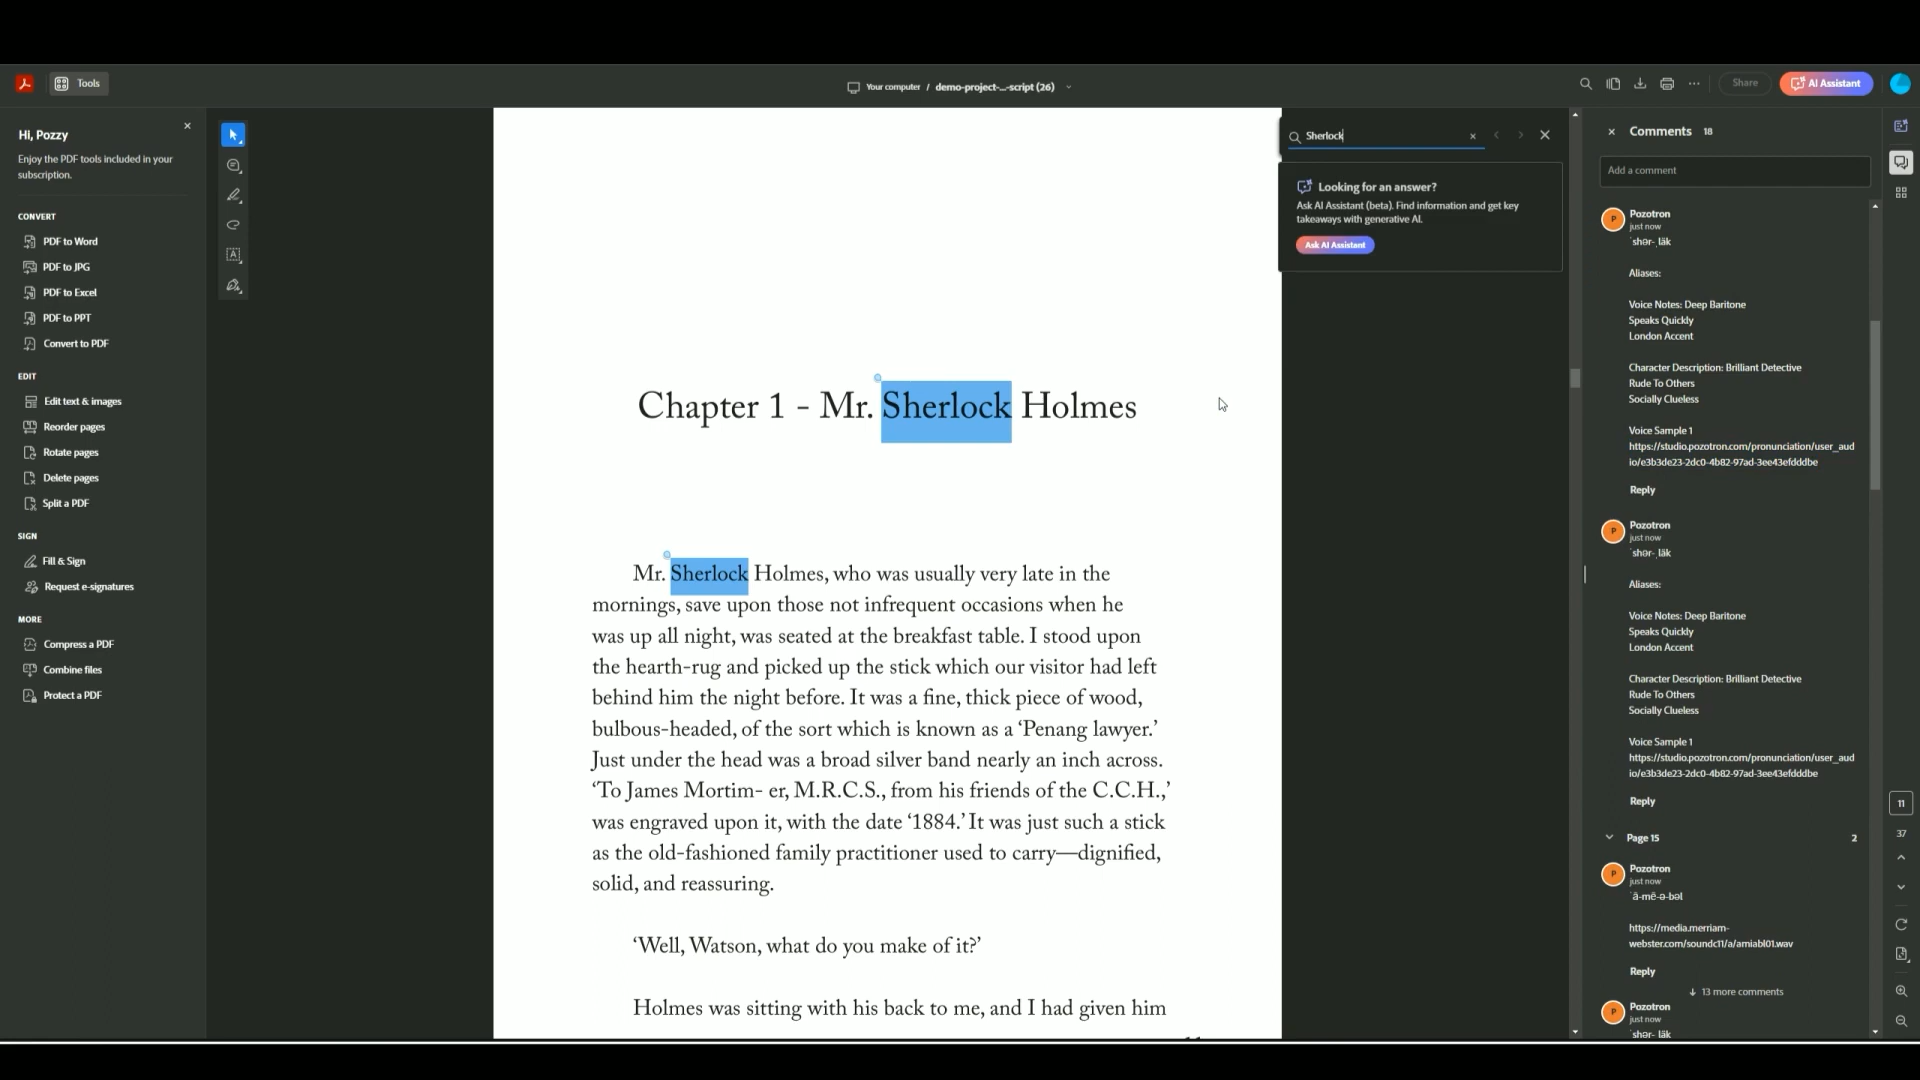 Tools
Your computer / demo-project-...-script (26)
Share
AI Assistant
Hi, Pozzy
Enjoy the PDF tools included in your
subscription.
CONVERT
PDF to Word
PDF to JPG
PDF to Excel
PDF to PPT
Convert to PDF
EDIT
Edit text & images
Reorder pages
Rotate pages
Delete pages
Split a PDF
SIGN
Fill & Sign
Request e-signatures
MORE
Compress a PDF
Combine files
Protect a PDF
Chapter 1 - Mr. Sherlock Holmes
Mr. Sherlock Holmes, who was usually very late in the
mornings, save upon those not infrequent occasions when he
was up all night, was seated at the breakfast table. I stood upon
the hearth-rug and picked up the stick which our visitor had left
behind him the night before. It was a fine, thick piece of wood,
bulbous-headed, of the sort which is known as a ‘Penang lawyer.’
Just under the head was a broad silver band nearly an inch across.
‘To James Mortim- er, M.R.C.S., from his friends of the C.C.H.,’
was engraved upon it, with the date ‘1884.’ It was just such a stick
as the old-fashioned family practitioner used to carry—dignified,
solid, and reassuring.
‘Well, Watson, what do you make of it?’
Holmes was sitting with his back to me, and I had given him
Sherlock
Looking for an answer?
Ask AI Assistant (beta). Find information and get key
takeaways with generative AI.
Ask AI Assistant
Comments 18
Add a comment
P
Pozotron
just now
ˈshər-ˌläk
Aliases:
Voice Notes: Deep Baritone
Speaks Quickly
London Accent
Character Description: Brilliant Detective
Rude To Others
Socially Clueless
Voice Sample 1
https://studio.pozotron.com/pronunciation/user_aud
io/e3b3de23-2dc0-4b82-97ad-3ee43efdddbe
Reply
P
Pozotron
just now
ˈshər-ˌläk
Aliases:
Voice Notes: Deep Baritone
Speaks Quickly
London Accent
Character Description: Brilliant Detective
Rude To Others
Socially Clueless
Voice Sample 1
https://studio.pozotron.com/pronunciation/user_aud
io/e3b3de23-2dc0-4b82-97ad-3ee43efdddbe
Reply
Page 15 2
P
Pozotron
just now
ˈā-mē-ə-bəl
https://media.merriam-
webster.com/soundc11/a/amiabl01.wav
Reply
↓ 13 more comments
P
Pozotron
just now
ˈshər-ˌläk
11
37